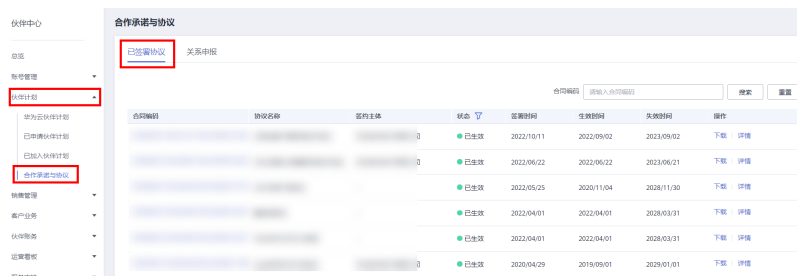 伙伴中心
合作承诺与协议
总览
账号管理
伙伴计划
华为云伙伴计划
已申请伙伴计划
已加入伙伴计划
合作承诺与协议
销售管理
客户业务
伙伴账务
运营看板
已签署协议 关系申报
合同编码 请输入合同编码 搜索 重置
合同编码 协议名称 签约主体 状态 签署时间 生效时间 失效时间 操作
已生效 2022/10/11 2022/09/02 2023/09/02 下载 详情
已生效 2022/06/22 2022/06/22 2023/06/21 下载 详情
已生效 2022/05/25 2020/11/04 2028/11/30 下载 详情
已生效 2022/04/01 2022/04/01 2028/03/31 下载 详情
已生效 2022/04/01 2022/04/01 2028/03/31 下载 详情
已生效 2020/04/29 2019/09/01 2029/01/01 下载 详情